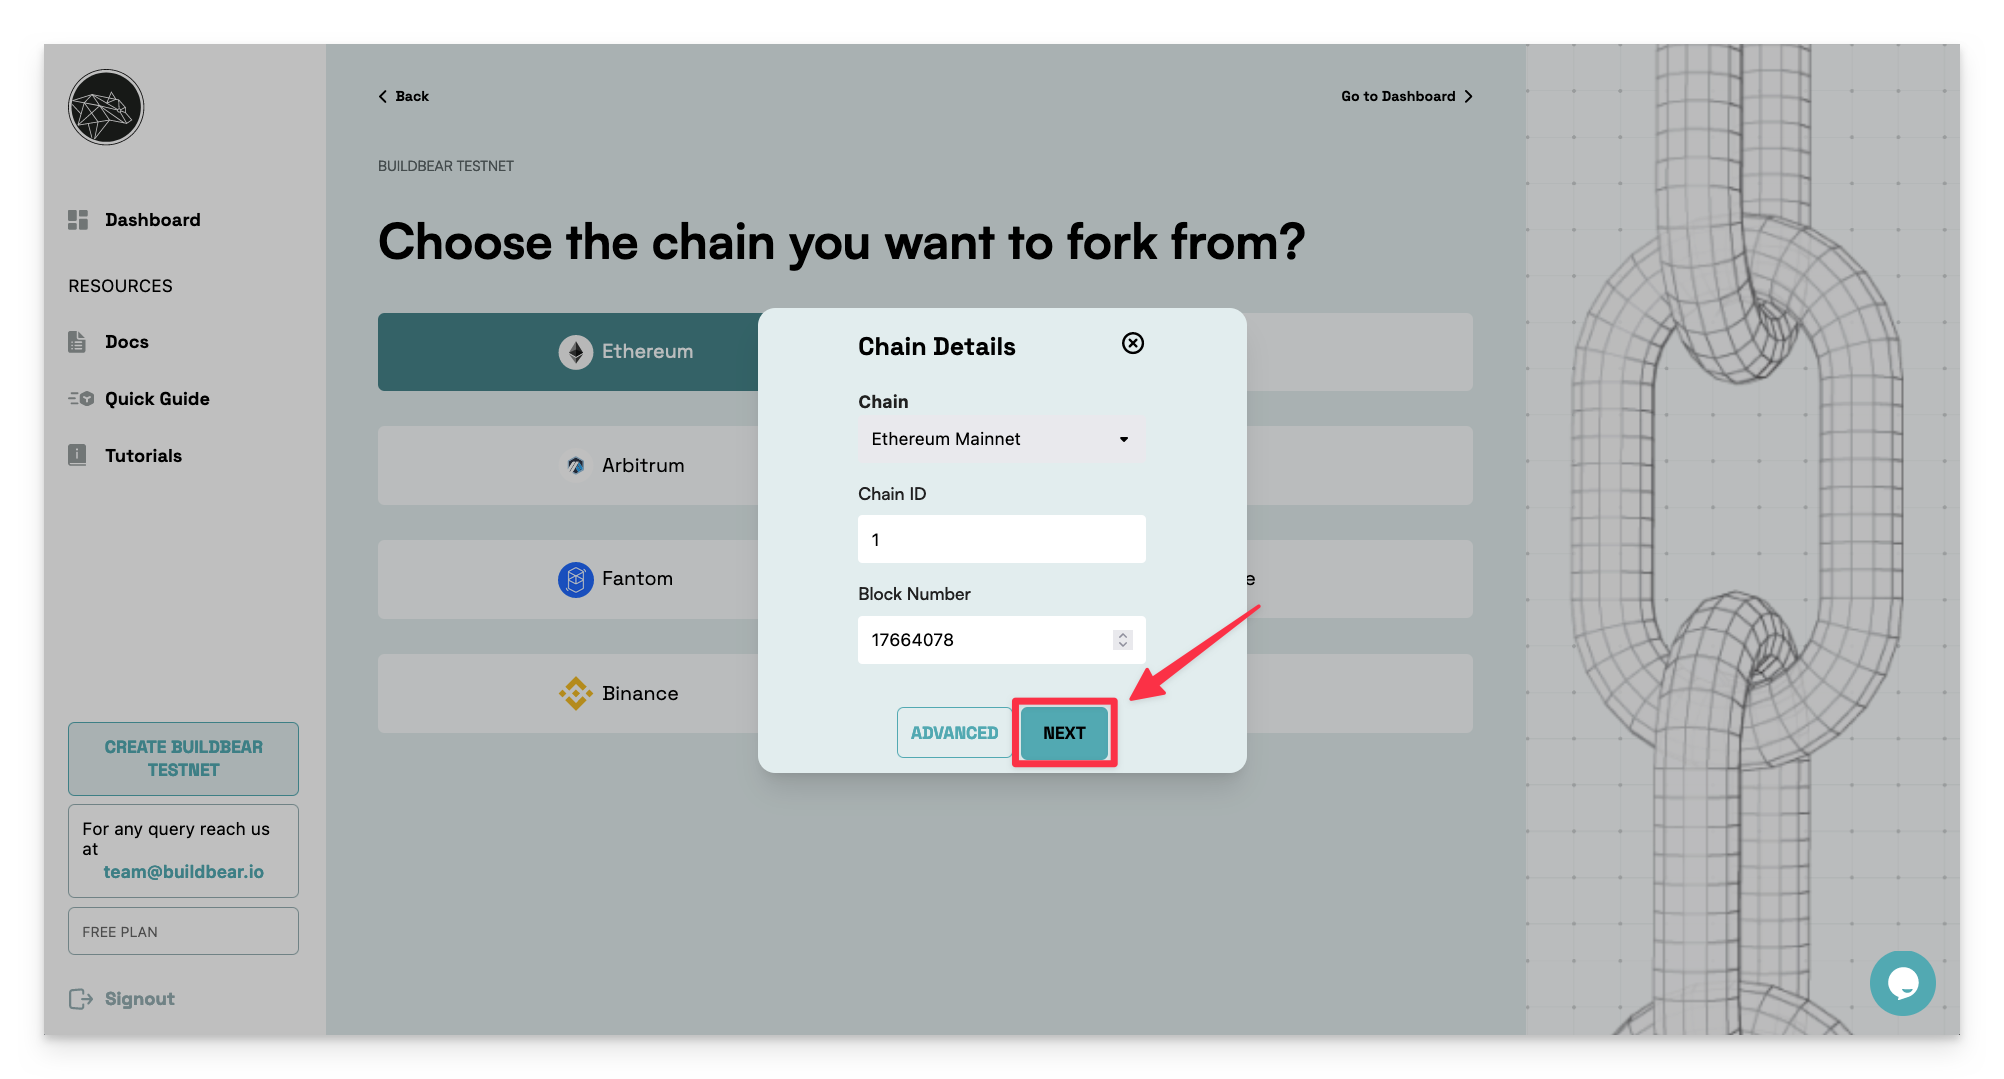 Back
Go to Dashboard
BUILDBEAR TESTNET
Choose the chain you want to fork from?
Dashboard
RESOURCES
Docs
Quick Guide
Tutorials
CREATE BUILDBEAR
TESTNET
For any query reach us
at
team@buildbear.io
FREE PLAN
Signout
Ethereum
Arbitrum
Fantom
e
Binance
Chain Details
Chain
Ethereum Mainnet
Chain ID
1
Block Number
17664078
ADVANCED
NEXT